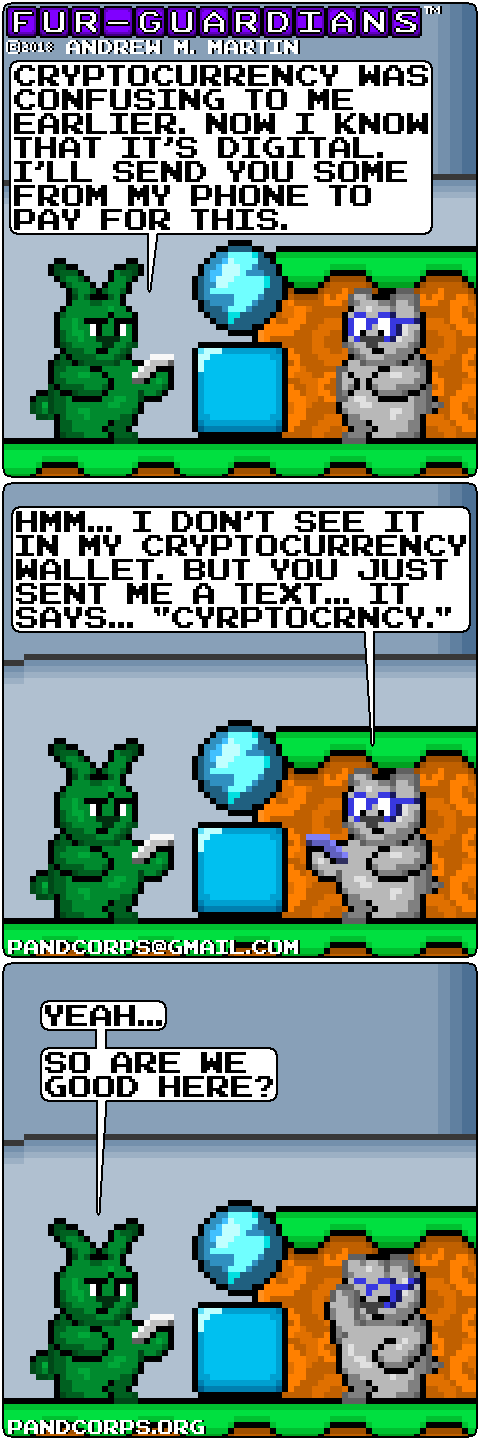 FUR-GUARDIANS™
©2018 ANDREW M. MARTIN
CRYPTOCURRENCY WAS
CONFUSING TO ME
EARLIER. NOW I KNOW
THAT IT'S DIGITAL.
I'LL SEND YOU SOME
FROM MY PHONE TO
PAY FOR THIS.
HMM... I DON'T SEE IT
IN MY CRYPTOCURRENCY
WALLET. BUT YOU JUST
SENT ME A TEXT... IT
SAYS... "CYRPTOCRNCY."
PANDCORPS@GMAIL.COM
YEAH...
SO ARE WE
GOOD HERE?
PANDCORPS.ORG